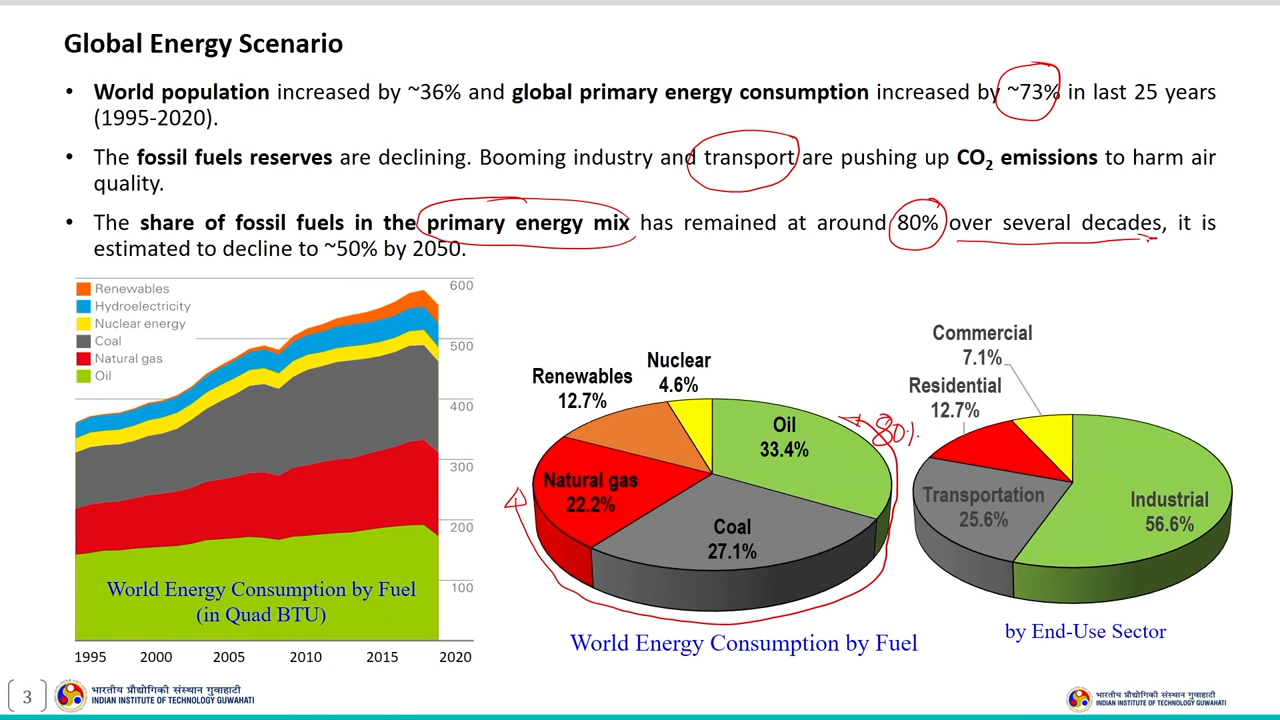 Global Energy Scenario
• World population increased by ~36% and global primary energy consumption increased by ~73% in last 25 years
(1995-2020).
• The fossil fuels reserves are declining. Booming industry and transport are pushing up CO₂ emissions to harm air
quality.
• The share of fossil fuels in the primary energy mix has remained at around 80% over several decades, it is
estimated to decline to ~50% by 2050.
Renewables
Hydroelectricity
Nuclear energy
Coal
Natural gas
Oil
600
500
400
300
200
100
World Energy Consumption by Fuel
(in Quad BTU)
1995 2000 2005 2010 2015 2020
Nuclear
4.6%
Renewables
12.7%
Oil
33.4%
80%
Natural gas
22.2%
Coal
27.1%
World Energy Consumption by Fuel
Commercial
7.1%
Residential
12.7%
Transportation
25.6%
Industrial
56.6%
by End-Use Sector
3
भारतीय प्रौद्योगिकी संस्थान गुवाहाटी
INDIAN INSTITUTE OF TECHNOLOGY GUWAHATI
भारतीय प्रौद्योगिकी संस्थान गुवाहाटी
INDIAN INSTITUTE OF TECHNOLOGY GUWAHATI